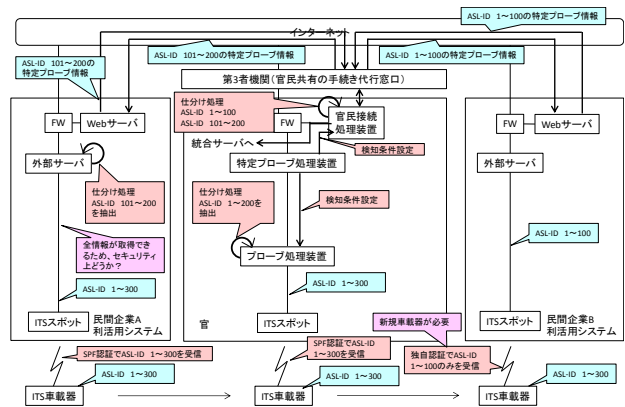 インターネット
ASL-ID 1～100の特定プローブ情報
ASL-ID 101～200の特定プローブ情報
ASL-ID 1～100の特定プローブ情報
ASL-ID 101～200の
特定プローブ情報
第3者機関（官民共有の手続き代行窓口）
仕分け処理
ASL-ID 1～100
ASL-ID 101～200
FW
Webサーバ
FW
官民接続
処理装置
FW
Webサーバ
統合サーバへ
検知条件設定
外部サーバ
特定プローブ処理装置
外部サーバ
仕分け処理
ASL-ID 101～200
を抽出
仕分け処理
ASL-ID 1～200を
抽出
検知条件設定
全情報が取得でき
るため、セキュリティ
上どうか？
ASL-ID 1～100
プローブ処理装置
ASL-ID 1～300
ASL-ID 1～300
ITSスポット
民間企業A
利活用システム
官
ITSスポット
新規車載器が必要
ITSスポット
民間企業B
利活用システム
SPF認証でASL-ID 1～300を受信
SPF認証でASL-ID
1～300を受信
独自認証でASL-ID
1～100のみを受信
ASL-ID 1～300
ASL-ID 1～300
ASL-ID 1～300
ITS車載器
ITS車載器
ITS車載器